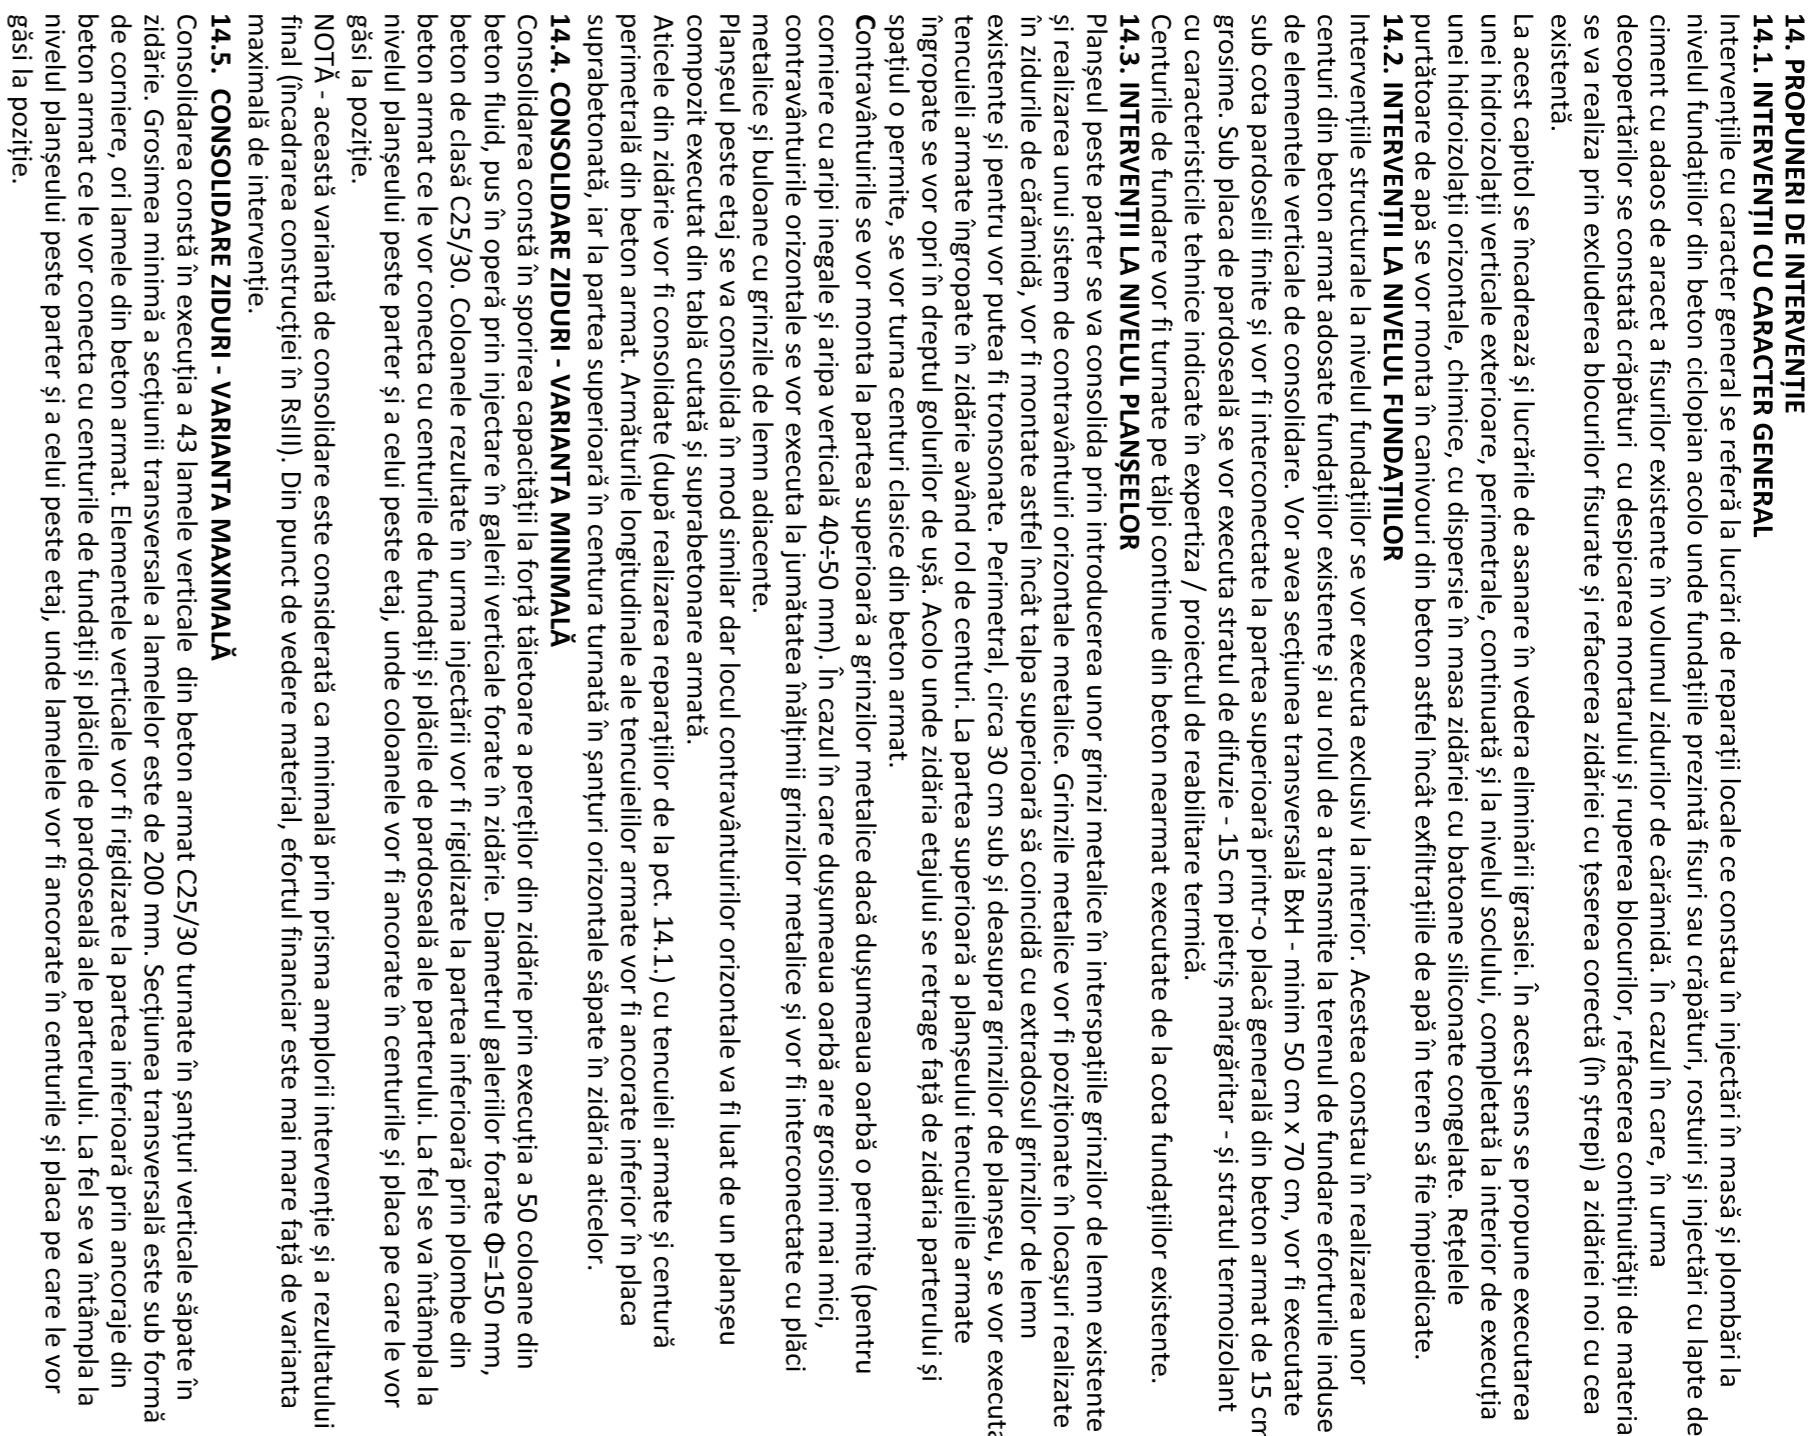 14. PROPUNERI DE INTERVENȚIE
14.1. INTERVENȚII CU CARACTER GENERAL
Intervențiile cu caracter general se referă la lucrări de reparații locale ce constau în injectări în masă și plombări la
nivelul fundațiilor din beton ciclopian acolo unde fundațiile prezintă fisuri sau crăpături, rostuiri și injectări cu lapte de
ciment cu adaos de aracet a fisurilor existente în volumul zidurilor de cărămidă. În cazul în care, în urma
decopertărilor se constată crăpături cu despicarea mortarului și ruperea blocurilor, refacerea continuității de materia
se va realiza prin excluderea blocurilor fisurate și refacerea zidăriei cu țeserea corectă (în ștrepi) a zidăriei noi cu cea
existentă.
La acest capitol se încadrează și lucrările de asanare în vedera eliminării igrasiei. În acest sens se propune executarea
unei hidroizolații verticale exterioare, perimetrale, continuată și la nivelul soclului, completată la interior de execuția
unei hidroizolații orizontale, chimice, cu dispersie în masa zidăriei cu batoane siliconate congelate. Rețelele
purtătoare de apă se vor monta în canivouri din beton astfel încât exfiltrațiile de apă în teren să fie împiedicate.
14.2. INTERVENȚII LA NIVELUL FUNDAȚIILOR
Intervențiile structurale la nivelul fundațiilor se vor executa exclusiv la interior. Acestea constau în realizarea unor
centuri din beton armat adosate fundațiilor existente și au rolul de a transmite la terenul de fundare eforturile induse
de elementele verticale de consolidare. Vor avea secțiunea transversală BxH - minim 50 cm x 70 cm, vor fi executate
sub cota pardoselii finite și vor fi interconectate la partea superioară printr-o placă generală din beton armat de 15 cm
grosime. Sub placa de pardoseală se vor executa stratul de difuzie - 15 cm pietriș mărgăritar - și stratul termoizolant
cu caracteristicile tehnice indicate în expertiza / proiectul de reabilitare termică.
Centurile de fundare vor fi turnate pe tălpi continue din beton nearmat executate de la cota fundațiilor existente.
14.3. INTERVENȚII LA NIVELUL PLANȘEELOR
Planșeul peste parter se va consolida prin introducerea unor grinzi metalice în interspațiile grinzilor de lemn existente
și realizarea unui sistem de contravântuiri orizontale metalice. Grinzile metalice vor fi poziționate în locașuri realizate
în zidurile de cărămidă, vor fi montate astfel încât talpa superioară să coincidă cu extradosul grinzilor de lemn
existente și pentru vor putea fi tronsonate. Perimetral, circa 30 cm sub și deasupra grinzilor de planșeu, se vor executa
tencuieli armate îngropate în zidărie având rol de centuri. La partea superioară a planșeului tencuielile armate
îngropate se vor opri în dreptul golurilor de ușă. Acolo unde zidăria etajului se retrage față de zidăria parterului și
spațiul o permite, se vor turna centuri clasice din beton armat.
Contravântuirile se vor monta la partea superioară a grinzilor metalice dacă dușumeaua oarbă o permite (pentru
corniere cu aripi inegale și aripa verticală 40÷50 mm). În cazul în care dușumeaua oarbă are grosimi mai mici,
contravântuirile orizontale se vor executa la jumătatea înălțimii grinzilor metalice și vor fi interconectate cu plăci
metalice și buloane cu grinzile de lemn adiacente.
Planșeul peste etaj se va consolida în mod similar dar locul contravântuirilor orizontale va fi luat de un planșeu
compozit executat din tablă cutată și suprabetonare armată.
Aticele din zidărie vor fi consolidate (după realizarea reparațiilor de la pct. 14.1.) cu tencuieli armate și centură
perimetrală din beton armat. Armăturile longitudinale ale tencuielilor armate vor fi ancorate inferior în placa
suprabetonată, iar la partea superioară în centura turnată în șanțuri orizontale săpate în zidăria aticelor.
14.4. CONSOLIDARE ZIDURI - VARIANTA MINIMALĂ
Consolidarea constă în sporirea capacității la forță tăietoare a pereților din zidărie prin execuția a 50 coloane din
beton fluid, pus în operă prin injectare în galerii verticale forate în zidărie. Diametrul galeriilor forate Φ=150 mm,
beton de clasă C25/30. Coloanele rezultate în urma injectării vor fi rigidizate la partea inferioară prin plombe din
beton armat ce le vor conecta cu centurile de fundații și plăcile de pardoseală ale parterului. La fel se va întâmpla la
nivelul planșeului peste parter și a celui peste etaj, unde coloanele vor fi ancorate în centurile și placa pe care le vor
găsi la poziție.
NOTĂ - această variantă de consolidare este considerată ca minimală prin prisma amplorii intervenție și a rezultatului
final (încadrarea construcției în RsIII). Din punct de vedere material, efortul financiar este mai mare față de varianta
maximală de intervenție.
14.5. CONSOLIDARE ZIDURI - VARIANTA MAXIMALĂ
Consolidarea constă în execuția a 43 lamele verticale din beton armat C25/30 turnate în șanțuri verticale săpate în
zidărie. Grosimea minimă a secțiunii transversale a lamelelor este de 200 mm. Secțiunea transversală este sub formă
de corniere, ori lamele din beton armat. Elementele verticale vor fi rigidizate la partea inferioară prin ancoraje din
beton armat ce le vor conecta cu centurile de fundații și plăcile de pardoseală ale parterului. La fel se va întâmpla la
nivelul planșeului peste parter și a celui peste etaj, unde lamelele vor fi ancorate în centurile și placa pe care le vor
găsi la poziție.